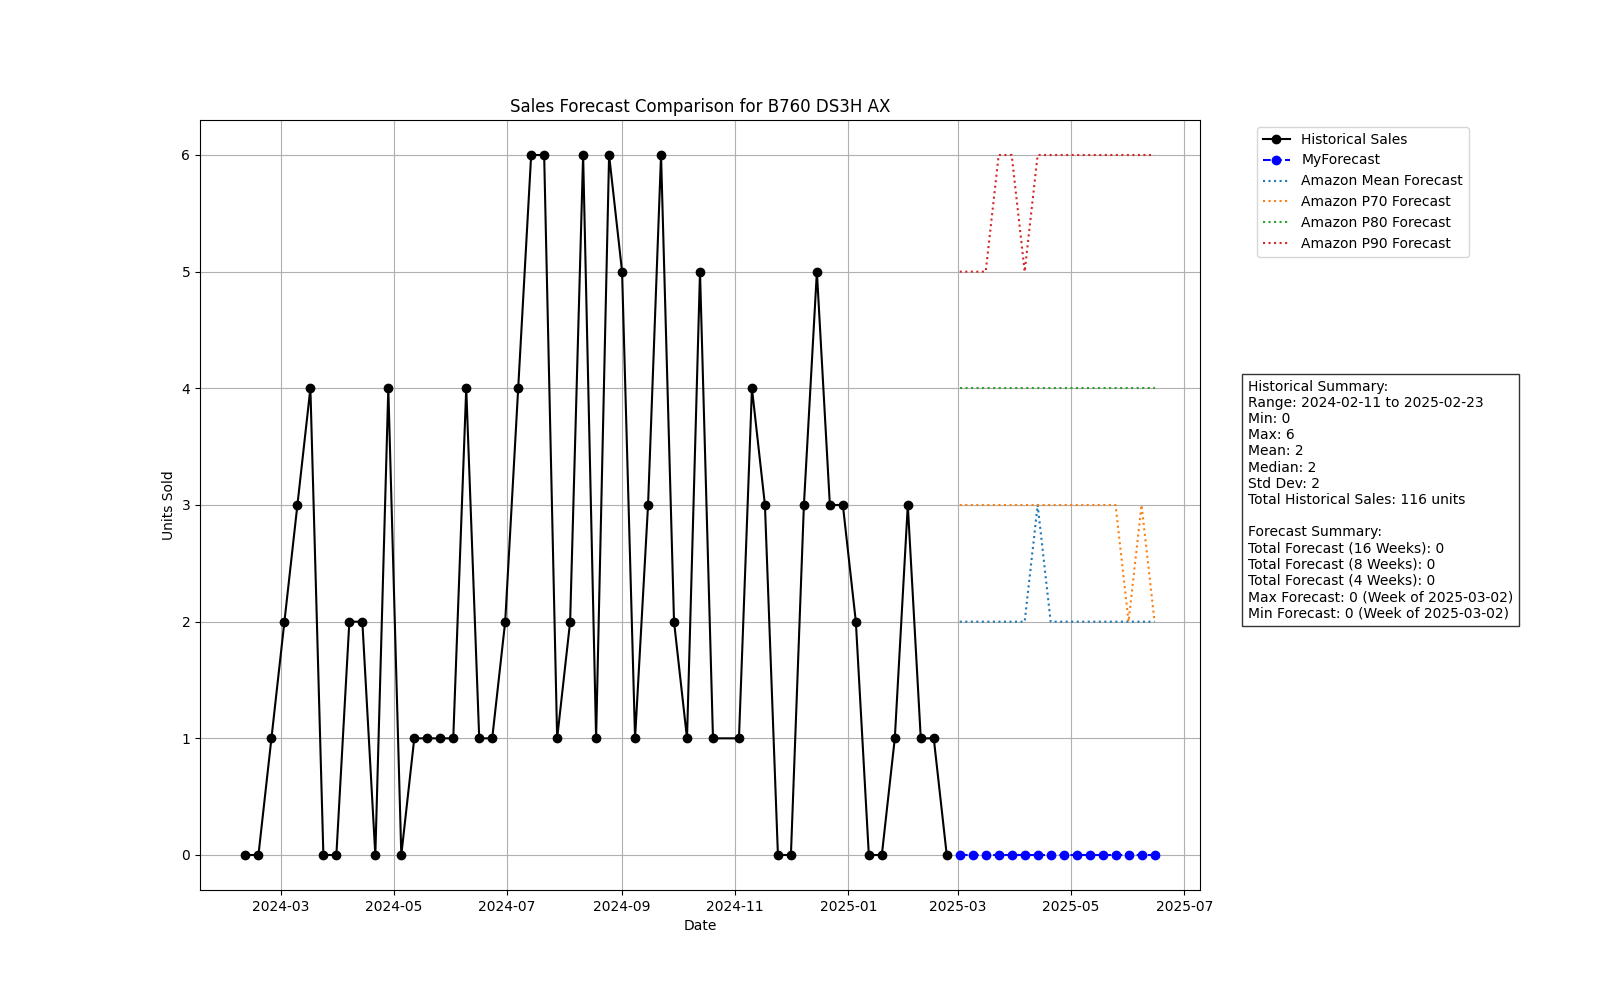 Sales Forecast Comparison for B760 DS3H AX
Historical Sales
MyForecast
Amazon Mean Forecast
Amazon P70 Forecast
Amazon P80 Forecast
Amazon P90 Forecast
6
5
4
3
2
1
0
Units Sold
2024-03
2024-05
2024-07
2024-09
2024-11
2025-01
2025-03
2025-05
2025-07
Date
Historical Summary:
Range: 2024-02-11 to 2025-02-23
Min: 0
Max: 6
Mean: 2
Median: 2
Std Dev: 2
Total Historical Sales: 116 units
Forecast Summary:
Total Forecast (16 Weeks): 0
Total Forecast (8 Weeks): 0
Total Forecast (4 Weeks): 0
Max Forecast: 0 (Week of 2025-03-02)
Min Forecast: 0 (Week of 2025-03-02)